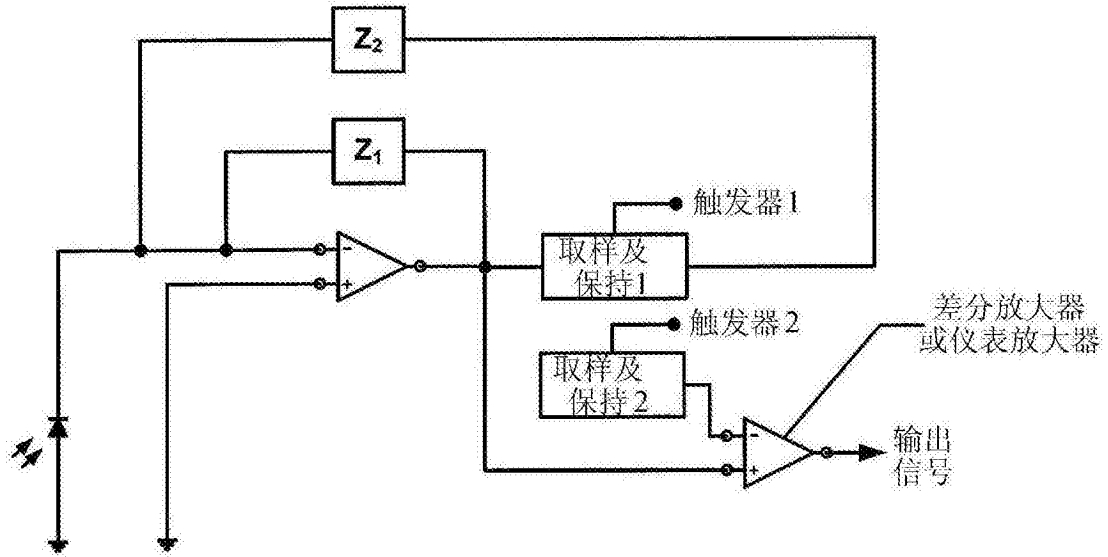 Z₂
Z₁
触发器1
取样及
保持1
触发器2
取样及
保持2
差分放大器
或仪表放大器
-
+
-
+
输出
信号